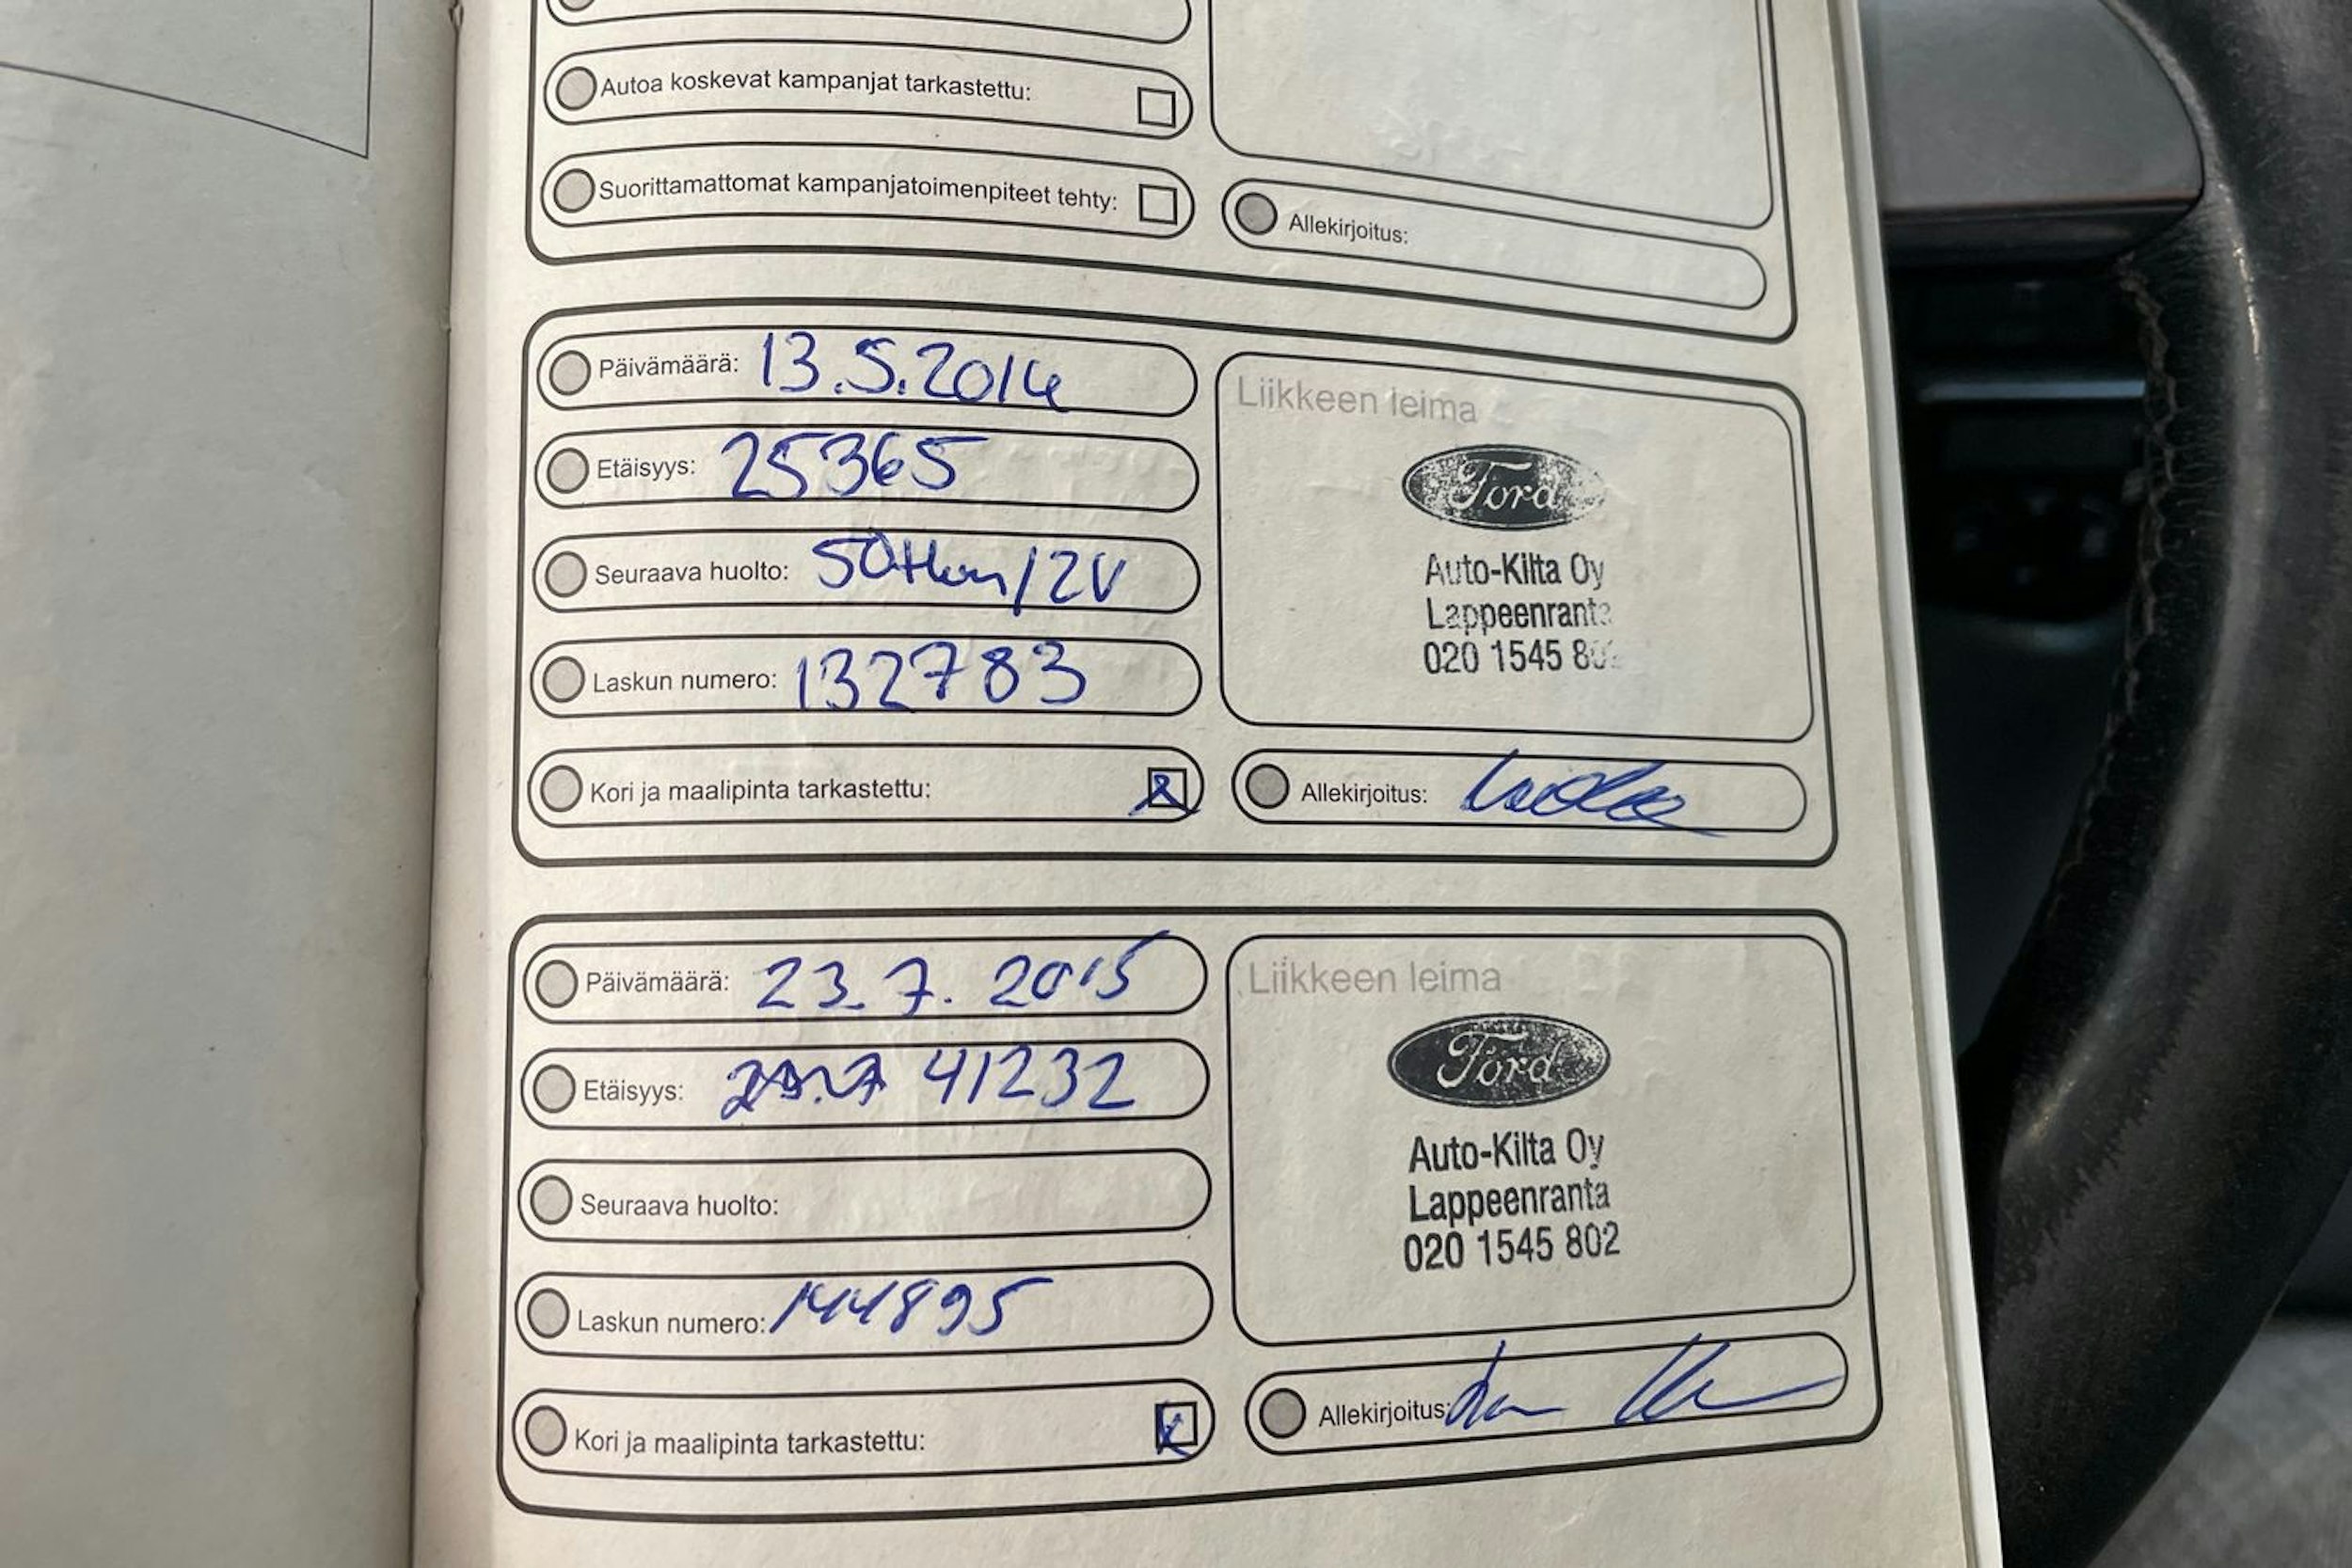 Autoa koskevat kampanjat tarkastettu:
Suorittamattomat kampanjatoimenpiteet tehty:
Allekirjoitus:
Päivämäärä: 13.5.2014
Etäisyys: 25365
Seuraava huolto: 50tkm/2V
Laskun numero: 132783
Kori ja maalipinta tarkastettu:
Liikkeen leima
Ford
Auto-Kilta Oy
Lappeenranta
020 1545
Allekirjoitus:
Päivämäärä: 23.7.2015
Etäisyys: 41232
Seuraava huolto:
Laskun numero: 144895
Kori ja maalipinta tarkastettu:
Liikkeen leima
Ford
Auto-Kilta Oy
Lappeenranta
020 1545 802
Allekirjoitus: